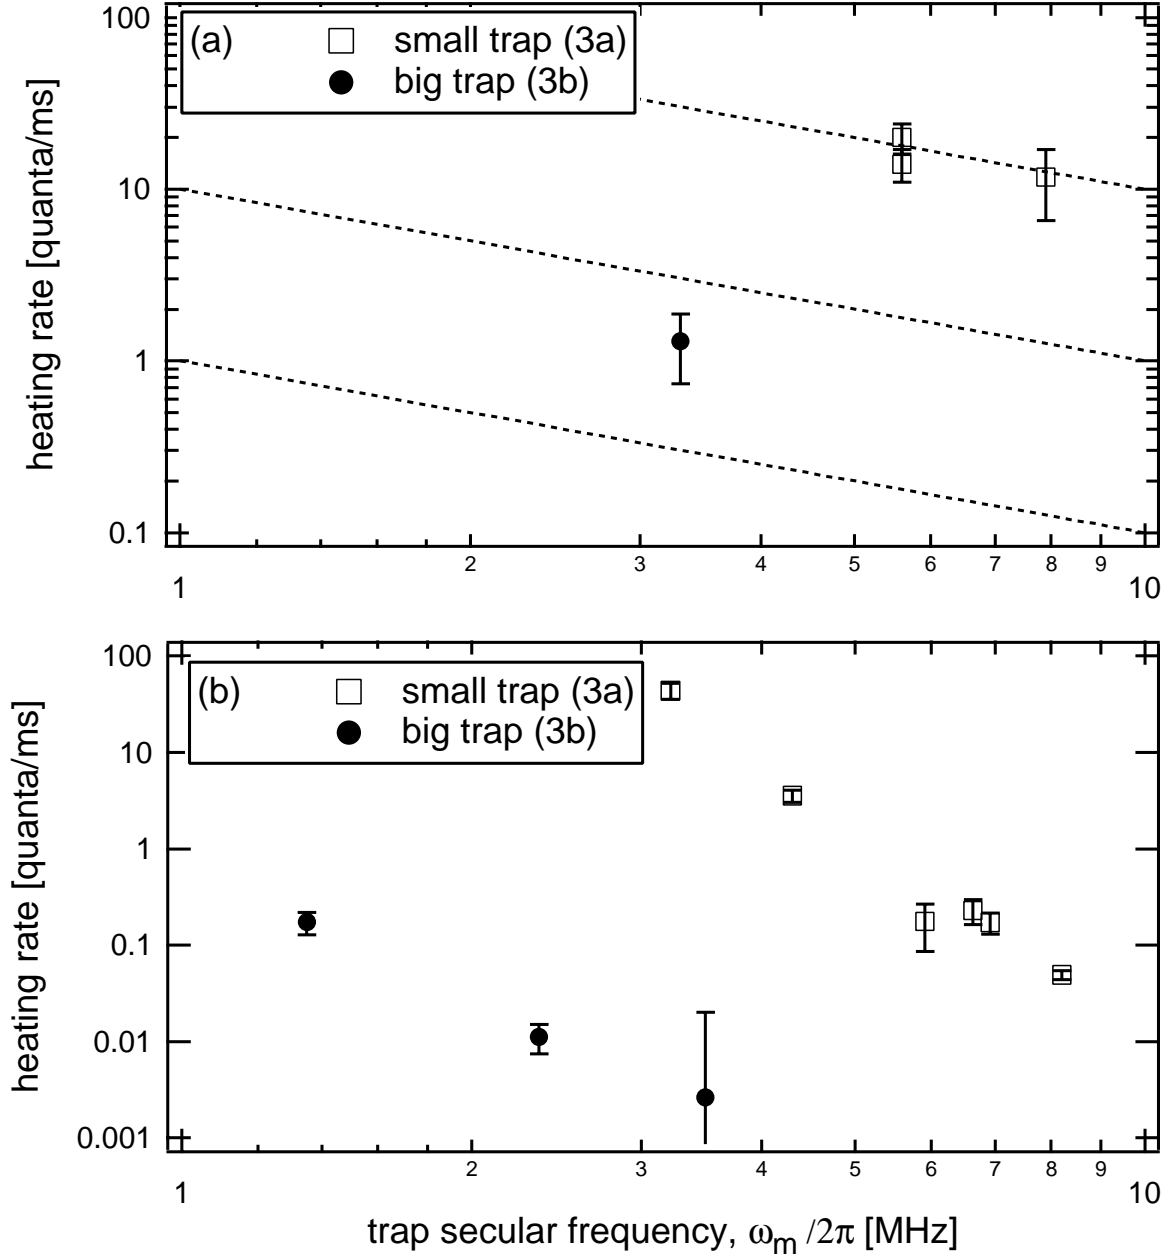 (a) small trap (3a)
big trap (3b)
heating rate [quanta/ms]
100
10
1
0.1
1 2 3 4 5 6 7 8 9 10
(b) small trap (3a)
big trap (3b)
heating rate [quanta/ms]
100
10
1
0.1
0.01
0.001
1 2 3 4 5 6 7 8 9 10
trap secular frequency, ωm /2π [MHz]